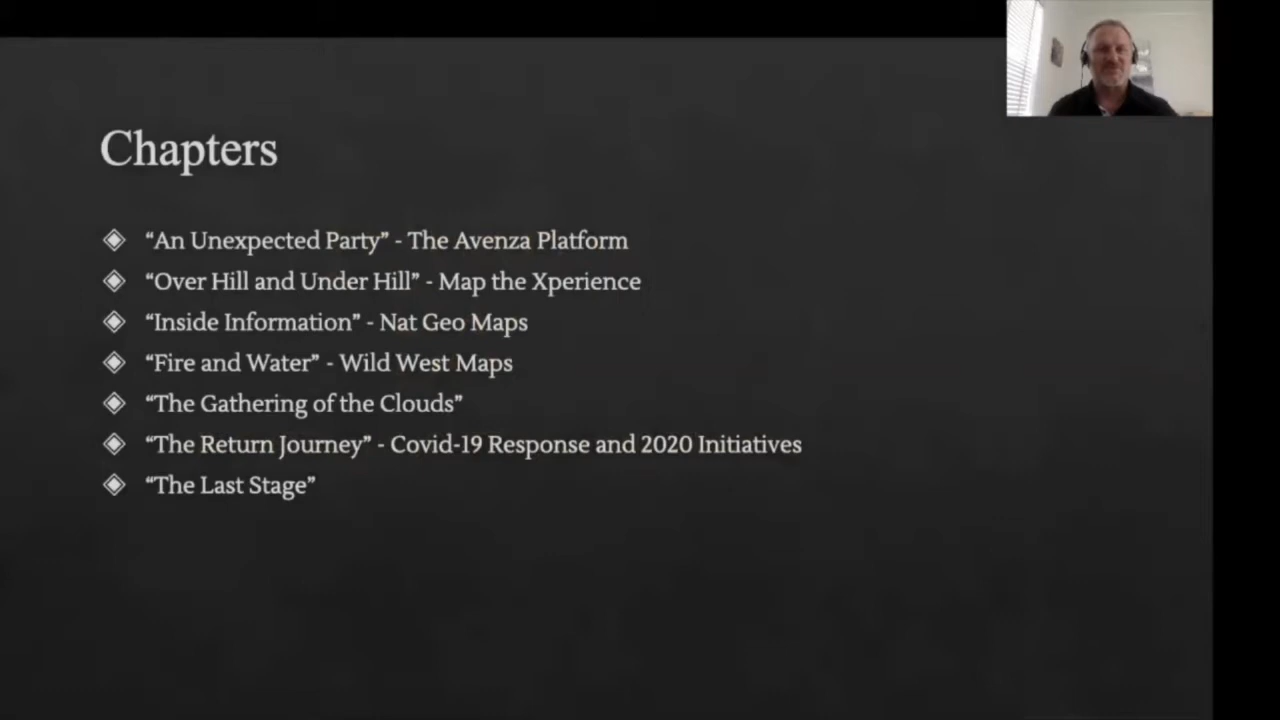 Chapters
“An Unexpected Party” - The Avenza Platform
“Over Hill and Under Hill” - Map the Xperience
“Inside Information” - Nat Geo Maps
“Fire and Water” - Wild West Maps
“The Gathering of the Clouds”
“The Return Journey” - Covid-19 Response and 2020 Initiatives
“The Last Stage”